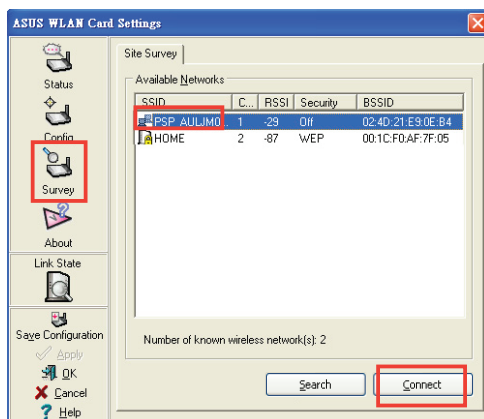 ASUS WLAN Card Settings
Status
Config
Survey
About
Link State
Save Configuration
Apply
OK
Cancel
Help
Site Survey
Available Networks
SSID C... RSSI Security BSSID
PSP_AULJM0... 1 -29 Off 02:4D:21:E9:0E:B4
HOME 2 -87 WEP 00:1C:F0:AF:7F:05
Number of known wireless network(s): 2
Search Connect